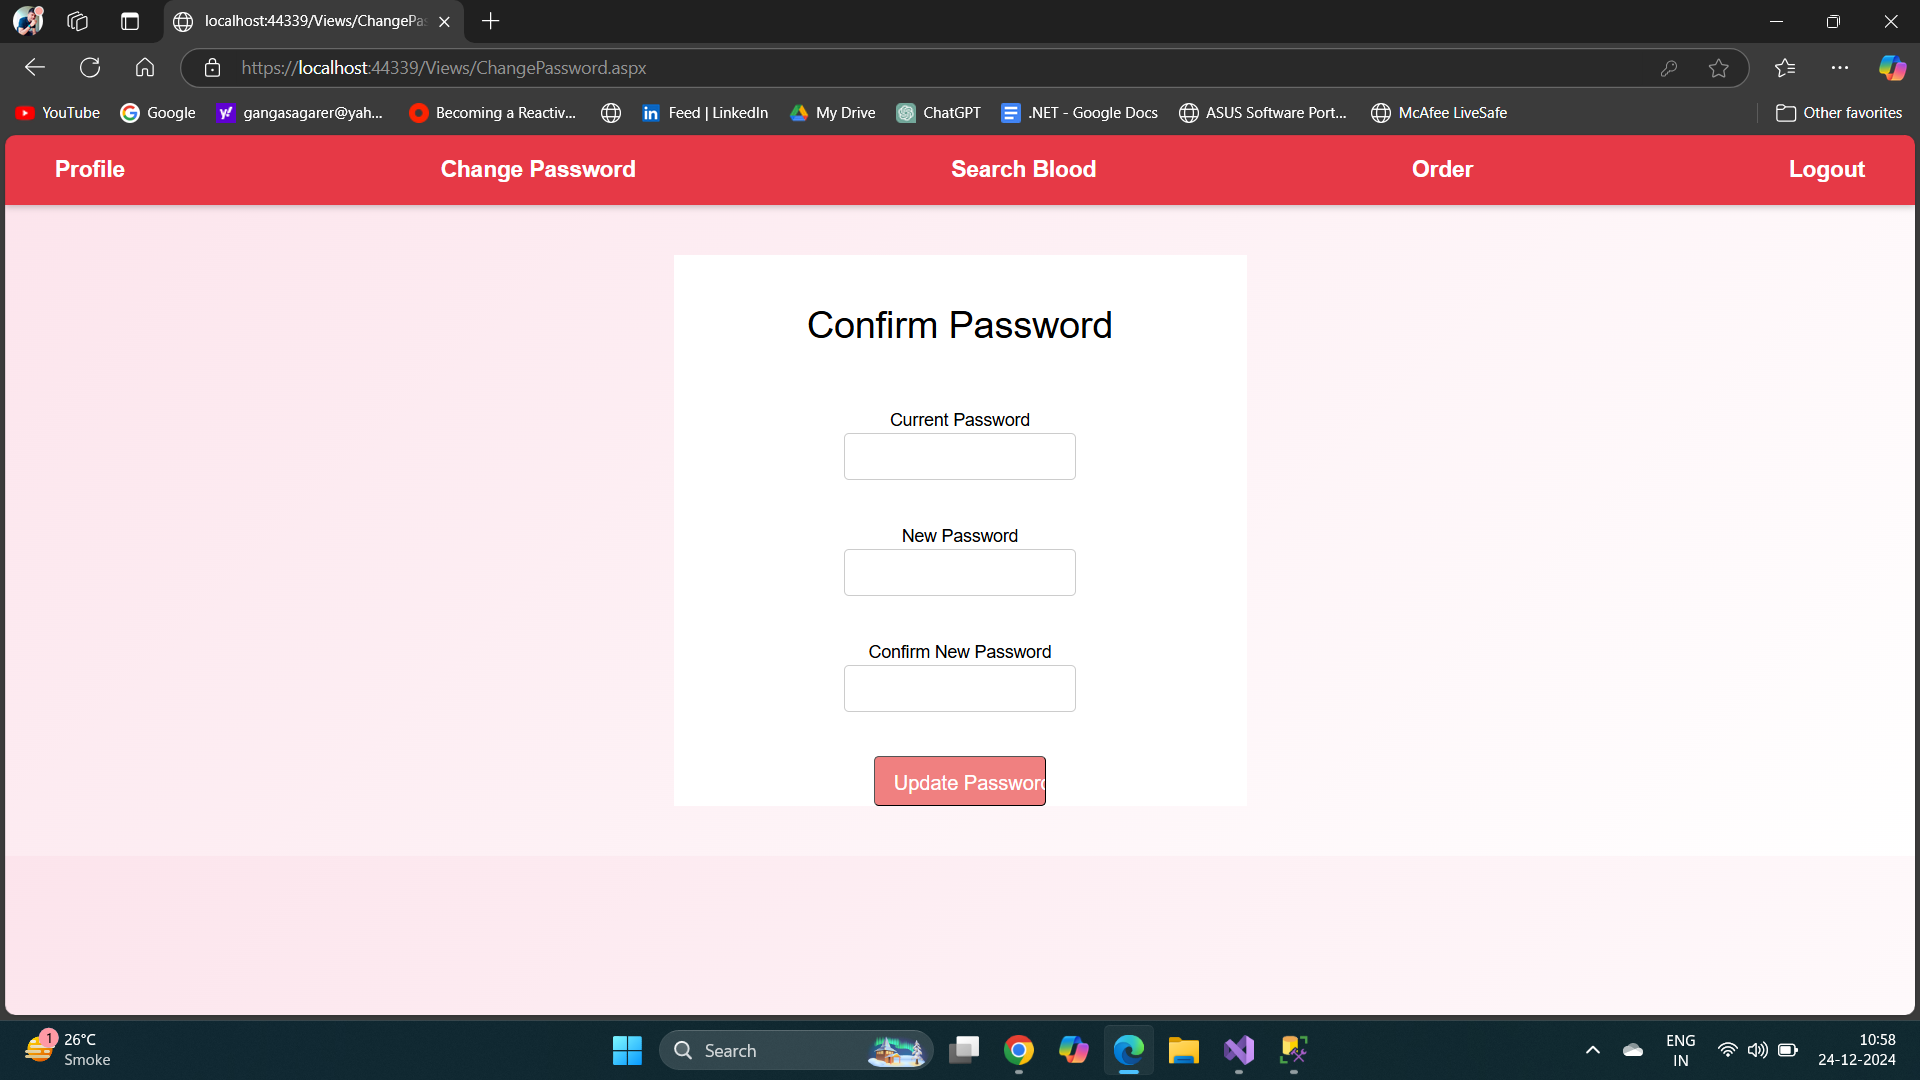 localhost:44339/Views/ChangePas
https://localhost:44339/Views/ChangePassword.aspx
YouTube
Google
gangasagarer@yah...
Becoming a Reactiv...
Feed | LinkedIn
My Drive
ChatGPT
.NET - Google Docs
ASUS Software Port...
McAfee LiveSafe
Other favorites
Profile
Change Password
Search Blood
Order
Logout
Confirm Password
Current Password
New Password
Confirm New Password
Update Password
1
26°C
Smoke
Search
ENG
IN
10:58
24-12-2024